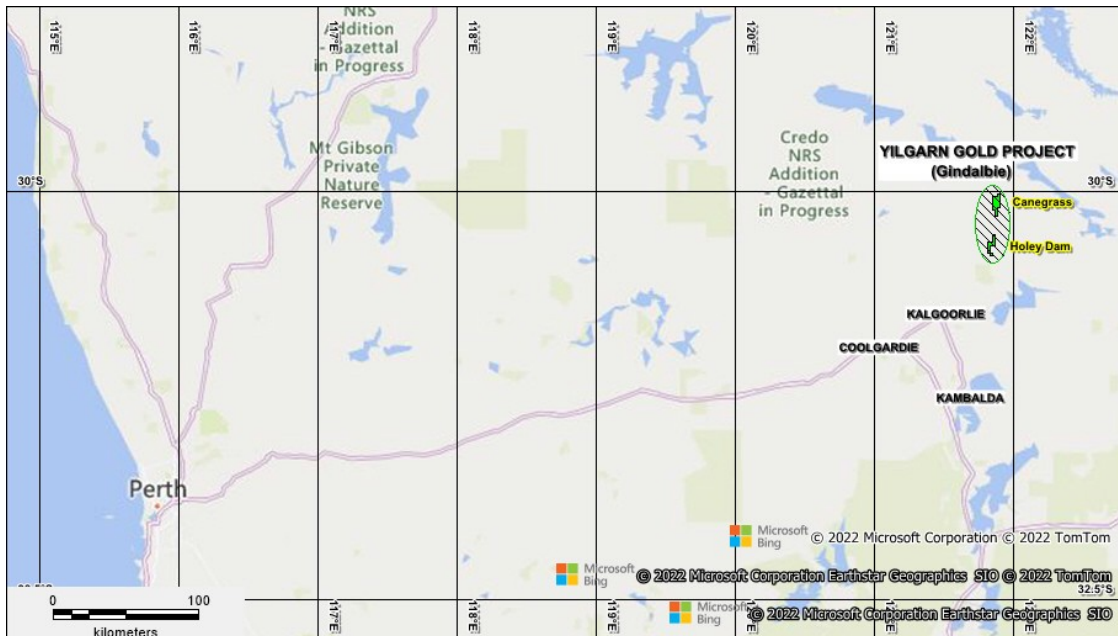 115°E
116°E
117°E
118°E
119°E
120°E
121°E
122°E
NRS
Addition
- Gazettal
in Progress
Mt Gibson
Private
Nature
Reserve
Credo
NRS
Addition
- Gazettal
in Progress
YILGARN GOLD PROJECT
(Gindalbie)
30°S
30°S
Canegrass
Holey Dam
KALGOORLIE
COOLGARDIE
KAMBALDA
Perth
Microsoft
Bing
© 2022 Microsoft Corporation © TomTom
Microsoft
Bing
© 2022 Microsoft Corporation Earthstar Geographics SIO © 2022 TomTom
32.5°S
Microsoft
Bing
© 2022 Microsoft Corporation Earthstar Geographics SIO
0 100
kilometers
117°E
118°E
119°E
120°E
121°E
122°E